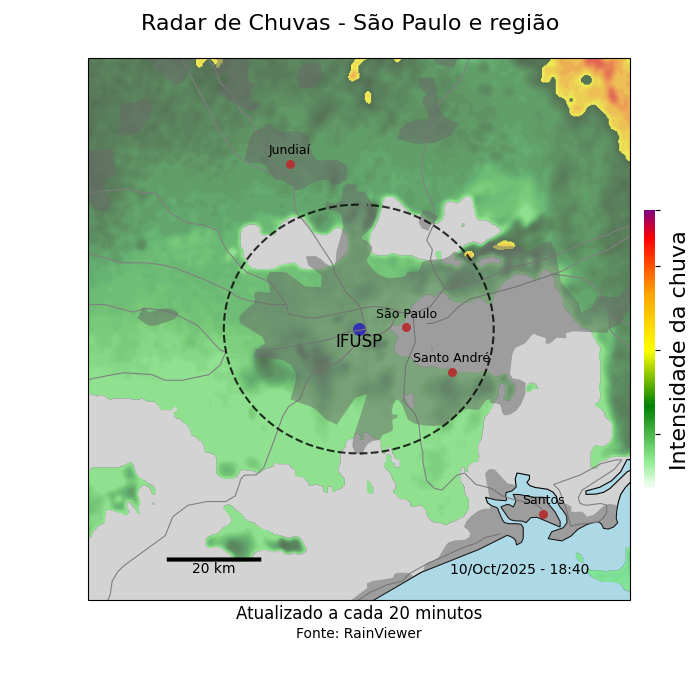 Radar de Chuvas - São Paulo e região
Jundiaí
São Paulo
IFUSP
Santo André
Santos
20 km
10/Oct/2025 - 18:40
Intensidade da chuva
Atualizado a cada 20 minutos
Fonte: RainViewer